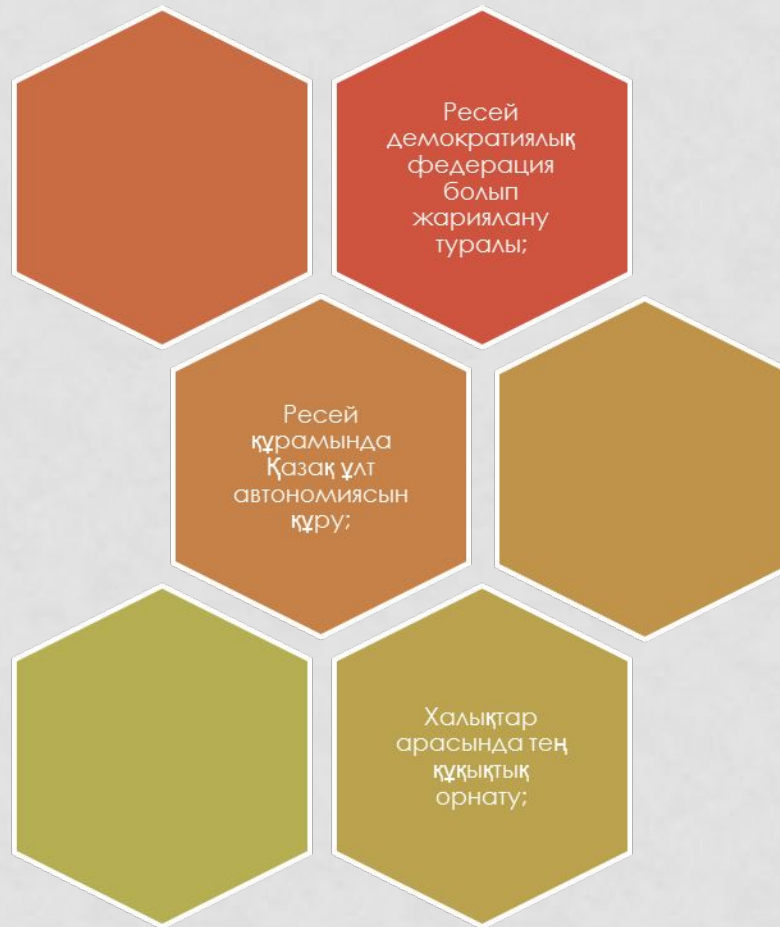 Ресей
демократиялық
федерация
болып
жариялану
туралы;
Ресей
құрамында
Қазақ ұлт
автономиясын
құру;
Халықтар
арасында тең
құқықтық
орнату;